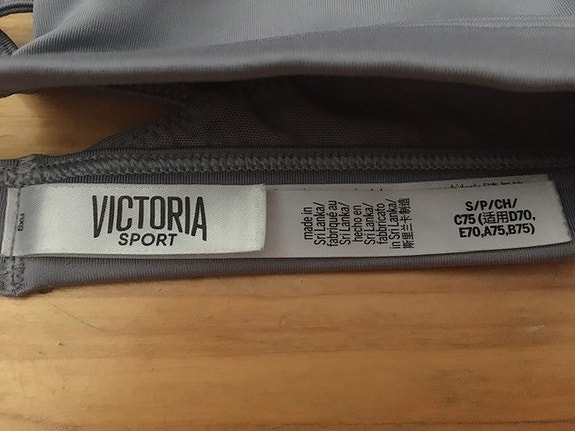 VICTORIA
SPORT
made in
Sri Lanka/
fabriqué au
Sri Lanka/
hecho en
Sri Lanka/
fabbricato
in Sri Lanka/
斯里兰卡制造
S/P/CH/
C75 (适用D70,
E70,A75,B75)